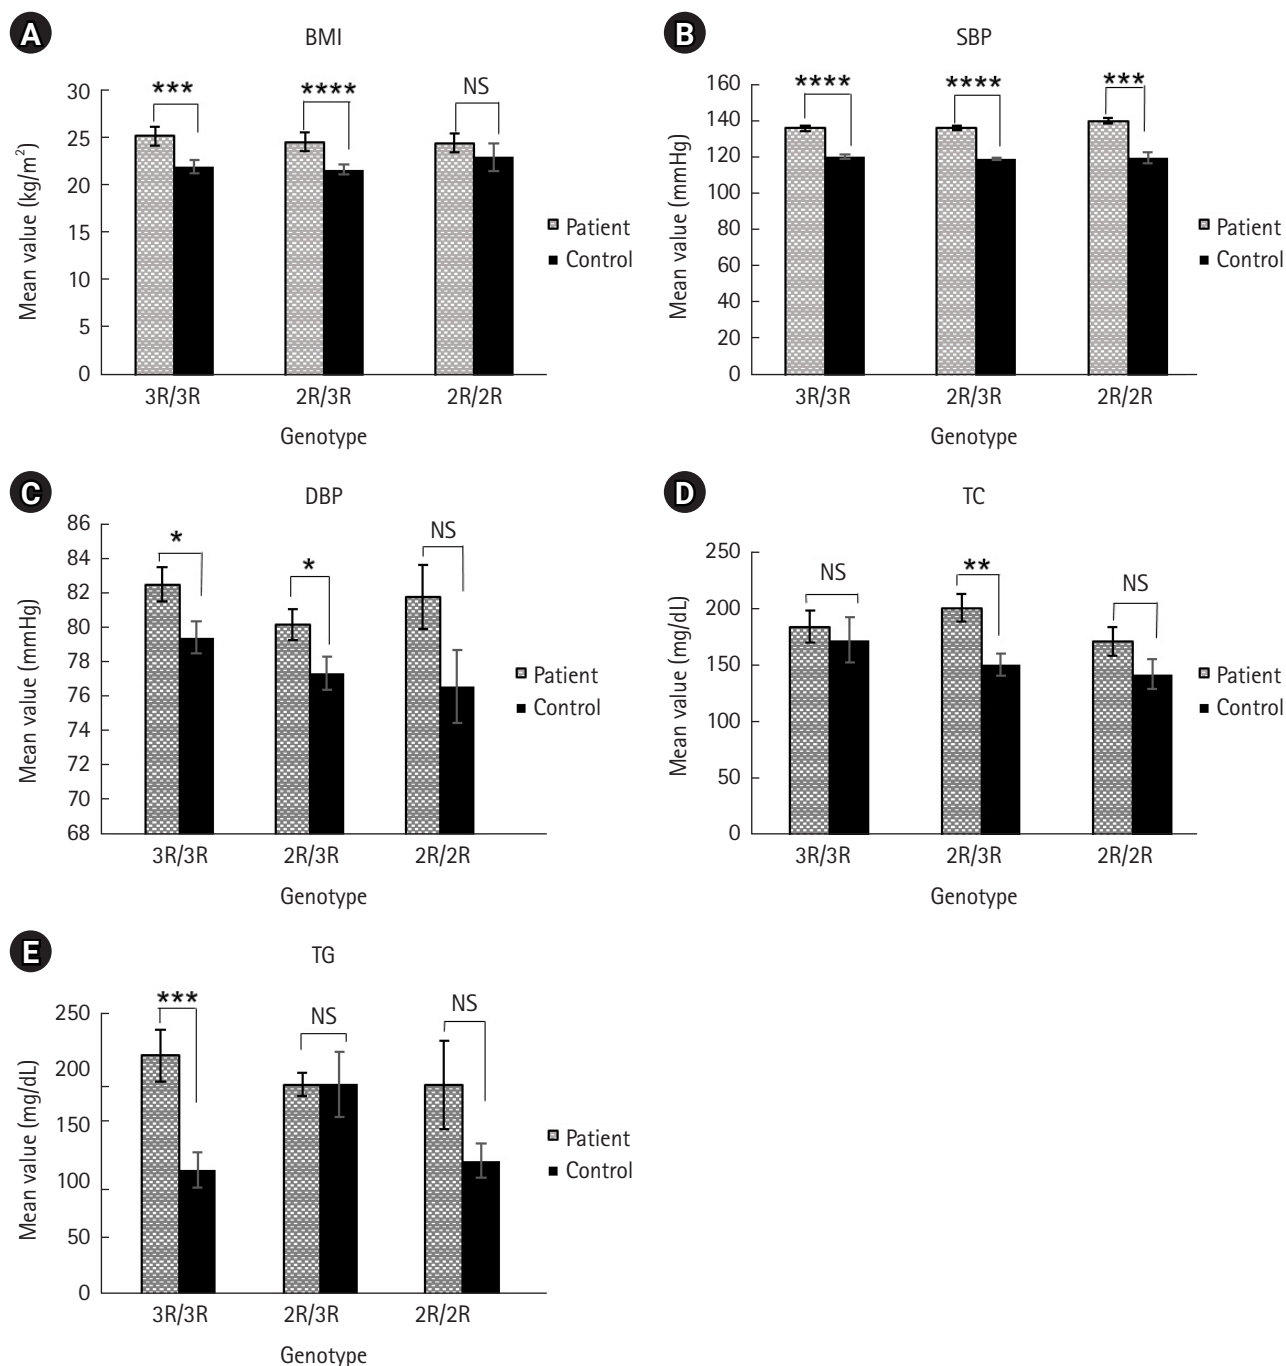 A
BMI
Mean value (kg/m²)
30
25
20
15
10
5
0
***
****
NS
3R/3R
2R/3R
2R/2R
Genotype
Patient
Control
B
SBP
Mean value (mmHg)
160
140
120
100
80
60
40
20
0
****
****
***
3R/3R
2R/3R
2R/2R
Genotype
Patient
Control
C
DBP
Mean value (mmHg)
86
84
82
80
78
76
74
72
70
68
*
*
NS
3R/3R
2R/3R
2R/2R
Genotype
Patient
Control
D
TC
Mean value (mg/dL)
250
200
150
100
50
0
NS
**
NS
3R/3R
2R/3R
2R/2R
Genotype
Patient
Control
E
TG
Mean value (mg/dL)
250
200
150
100
50
0
***
NS
NS
3R/3R
2R/3R
2R/2R
Genotype
Patient
Control